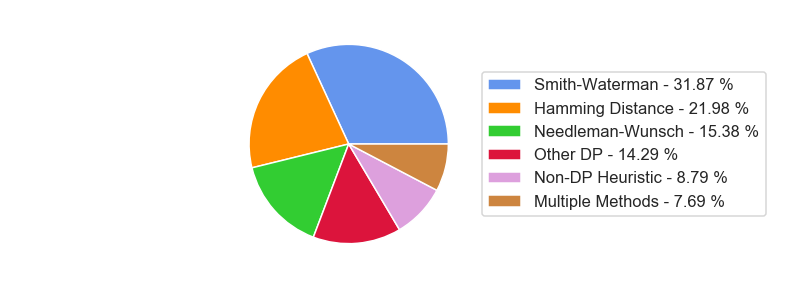 Smith-Waterman - 31.87 %
Hamming Distance - 21.98 %
Needleman-Wunsch - 15.38 %
Other DP - 14.29 %
Non-DP Heuristic - 8.79 %
Multiple Methods - 7.69 %